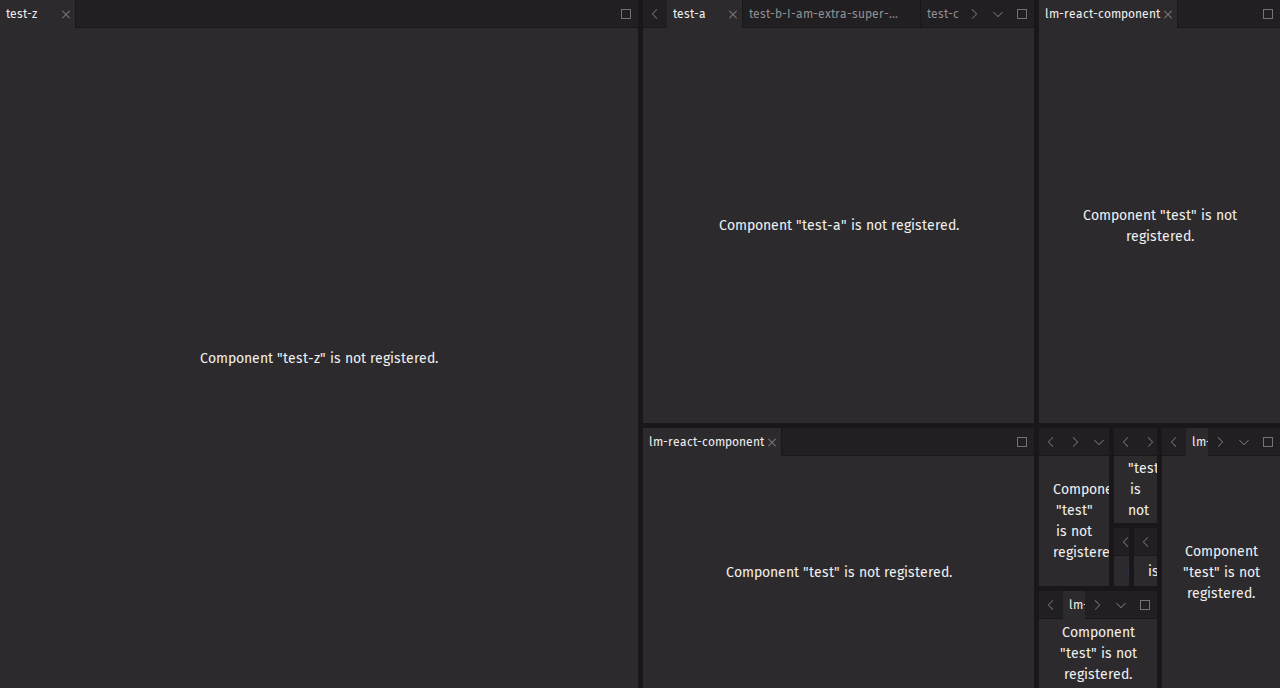 test-z
Component "test-z" is not registered.
test-a
test-b-I-am-extra-super-...
test-c
Component "test-a" is not registered.
lm-react-component
Component "test" is not
registered.
lm-react-component
Component "test" is not registered.
Compone
"test"
is not
registere
"test
is
not
is
lm-
Component
"test" is not
registered.
lm-
Component
"test" is not
registered.